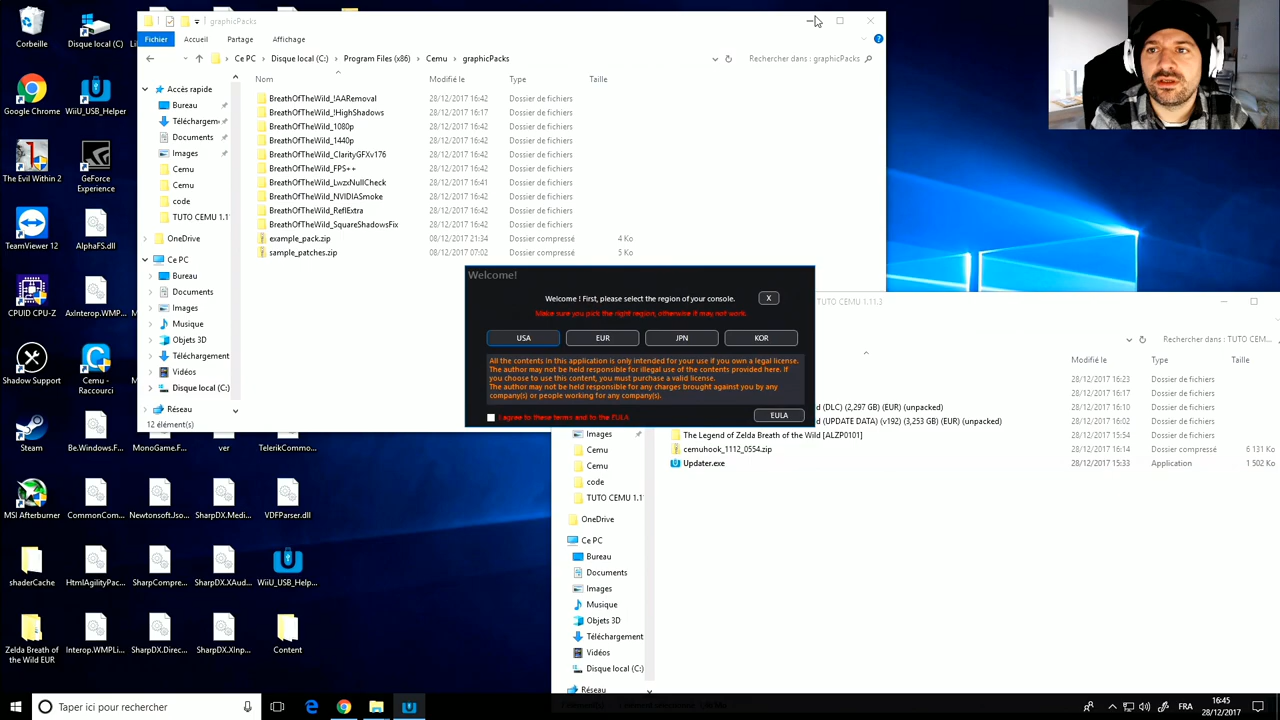 graphicPacks
Fichier Accueil Partage Affichage
Ce PC Disque local (C:) Program Files (x86) Cemu graphicPacks
Rechercher dans : graphicPacks
Nom Modifié le Type Taille
Accès rapide
Bureau
Téléchargem
Documents
Images
Cemu
Cemu
code
TUTO CEMU 1.1
OneDrive
Ce PC
Bureau
Documents
Images
Musique
Objets 3D
Téléchargement
Vidéos
Disque local (C:)
Réseau
12 élément(s)
BreathOfTheWild_!AARemoval 28/12/2017 16:42 Dossier de fichiers
BreathOfTheWild_!HighShadows 28/12/2017 16:17 Dossier de fichiers
BreathOfTheWild_1080p 28/12/2017 16:42 Dossier de fichiers
BreathOfTheWild_1440p 28/12/2017 16:42 Dossier de fichiers
BreathOfTheWild_ClarityGFXv176 28/12/2017 16:42 Dossier de fichiers
BreathOfTheWild_FPS++ 28/12/2017 16:42 Dossier de fichiers
BreathOfTheWild_LwzxNullCheck 28/12/2017 16:41 Dossier de fichiers
BreathOfTheWild_NVIDIASmoke 28/12/2017 16:42 Dossier de fichiers
BreathOfTheWild_ReflExtra 28/12/2017 16:42 Dossier de fichiers
BreathOfTheWild_SquareShadowsFix 28/12/2017 16:42 Dossier de fichiers
example_pack.zip 08/12/2017 21:34 Dossier compressé 4 Ko
sample_patches.zip 08/12/2017 07:02 Dossier compressé 5 Ko
Welcome!
Welcome ! First, please select the region of your console. X
Make sure you pick the right region, otherwise it may not work.
USA EUR JPN KOR
All the contents in this application is only intended for your use if you own a legal license.
The author may not be held responsible for illegal use of the contents provided here. If
you choose to use this content, you must purchase a valid license.
The author may not be held responsible for any charges brought against you by any
company(s) or people working for any company(s).
I agree to these terms and to the EULA
EULA
TUTO CEMU 1.11.3
Rechercher dans : TUTO CEM...
Modifié le Type Taille
28/12/2017 16:23 Dossier de fichiers
28/12/2017 16:17 Dossier de fichiers
d (DLC) (2,297 GB) (EUR) (unpacked) 28/12/2017 16:10 Dossier de fichiers
d (UPDATE DATA) (v192) (3,253 GB) (EUR) (unpacked) 28/12/2017 16:02 Dossier de fichiers
The Legend of Zelda Breath of the Wild [ALZP0101] 28/12/2017 15:54 Dossier de fichiers
cemuhook_1112_0554.zip 28/12/2017 16:14 Dossier compressé 6 131 Ko
Updater.exe 28/12/2017 15:33 Application 1 502 Ko
Images
Cemu
Cemu
code
TUTO CEMU 1.1
OneDrive
Ce PC
Bureau
Documents
Images
Musique
Objets 3D
Téléchargement
Vidéos
Disque local (C:)
Réseau
Corbeille
Disque local (C:)
Google Chrome
WiiU_USB_Helper
The Evil Within 2
GeForce
Experience
TeamViewer 12
AlphaFS.dll
HWiNFO
Cow Support
Cemu -
Raccourci
Be.Windows.F...
MonoGame.F...
ver
TelerikCommo...
MSI Afterburner
CommonCom...
Newtonsoft.Jso...
SharpDX.Medi...
VDFParser.dll
shaderCache
HtmlAgilityPac...
SharpCompre...
SharpDX.XAud...
WiiU_USB_Help...
Zelda Breath of
the Wild EUR
Interop.WMPLi...
SharpDX.Direc...
SharpDX.XInp...
Content
Taper ici pour rechercher
FRA
16:45
28/12/2017